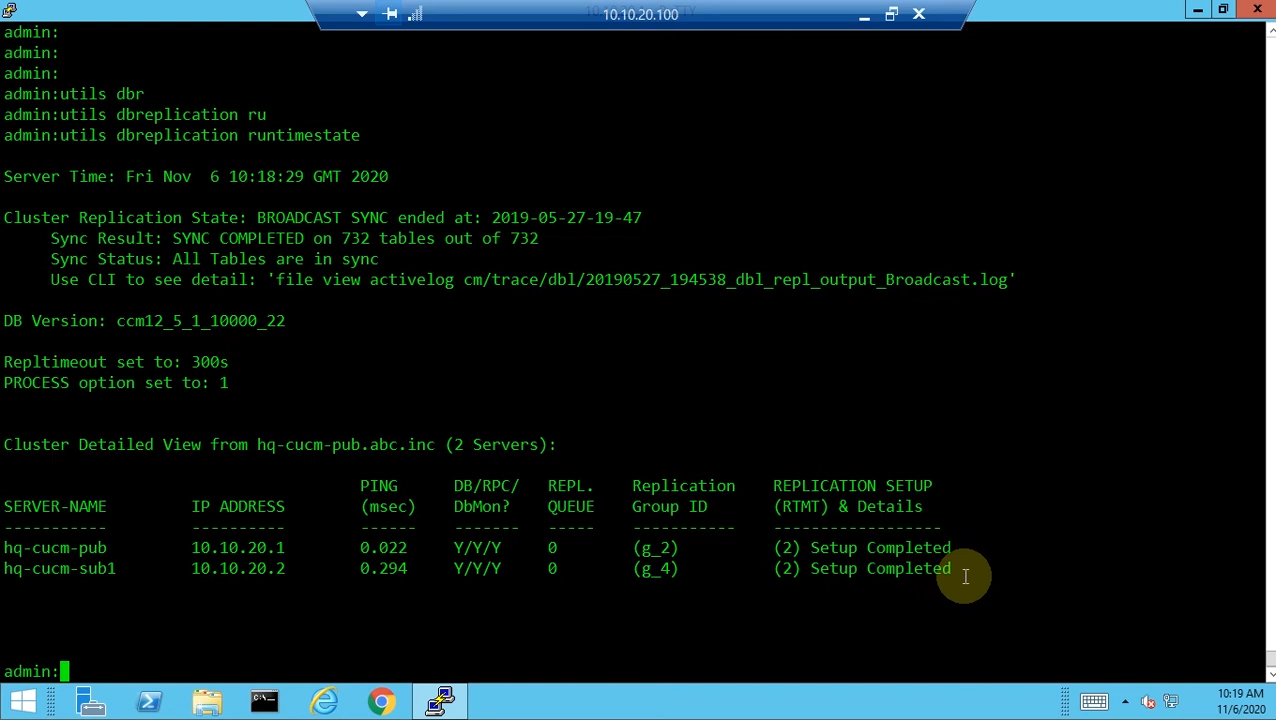 10.10.20.100
admin:
admin:
admin:
admin:utils dbr
admin:utils dbreplication ru
admin:utils dbreplication runtimestate
Server Time: Fri Nov  6 10:18:29 GMT 2020
Cluster Replication State: BROADCAST SYNC ended at: 2019-05-27-19-47
Sync Result: SYNC COMPLETED on 732 tables out of 732
Sync Status: All Tables are in sync
Use CLI to see detail: 'file view activelog cm/trace/dbl/20190527_194538_dbl_repl_output_Broadcast.log'
DB Version: ccm12_5_1_10000_22
Repltimeout set to: 300s
PROCESS option set to: 1
Cluster Detailed View from hq-cucm-pub.abc.inc (2 Servers):
PING DB/RPC/ REPL. Replication REPLICATION SETUP
SERVER-NAME IP ADDRESS (msec) DbMon? QUEUE Group ID (RTMT) & Details
----------- ---------- ------ ------- ----- ----------- ------------------
hq-cucm-pub 10.10.20.1 0.022 Y/Y/Y 0 (g_2) (2) Setup Completed
hq-cucm-sub1 10.10.20.2 0.294 Y/Y/Y 0 (g_4) (2) Setup Completed
admin:
10:19 AM
11/6/2020